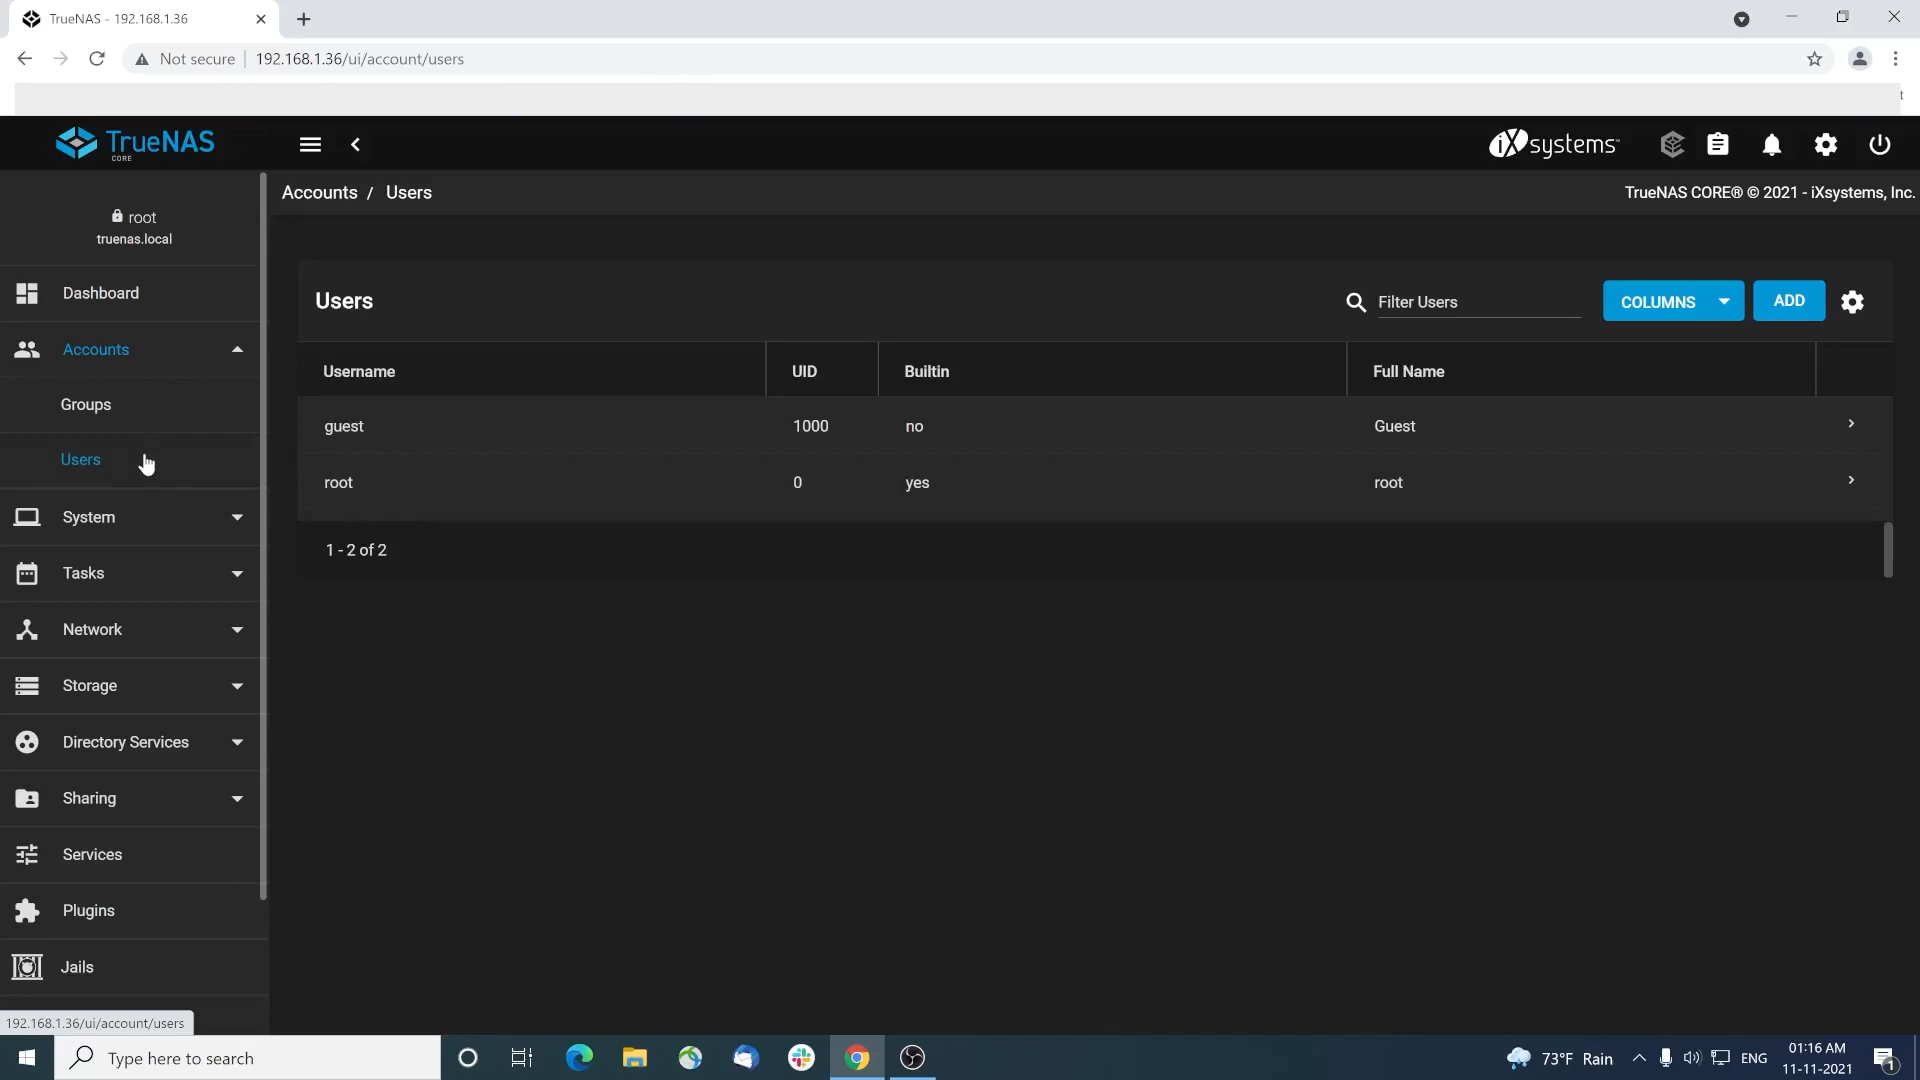 TrueNAS - 192.168.1.36
Not secure
192.168.1.36/ui/account/users
TrueNAS
CORE
iXsystems™
Accounts / Users
TrueNAS CORE® © 2021 - iXsystems, Inc.
root
truenas.local
Dashboard
Accounts
Groups
Users
System
Tasks
Network
Storage
Directory Services
Sharing
Services
Plugins
Jails
Users
Filter Users
COLUMNS
ADD
Username UID Builtin Full Name
guest 1000 no Guest
root 0 yes root
1 - 2 of 2
192.168.1.36/ui/account/users
Type here to search
73°F Rain
ENG
01:16 AM
11-11-2021
1